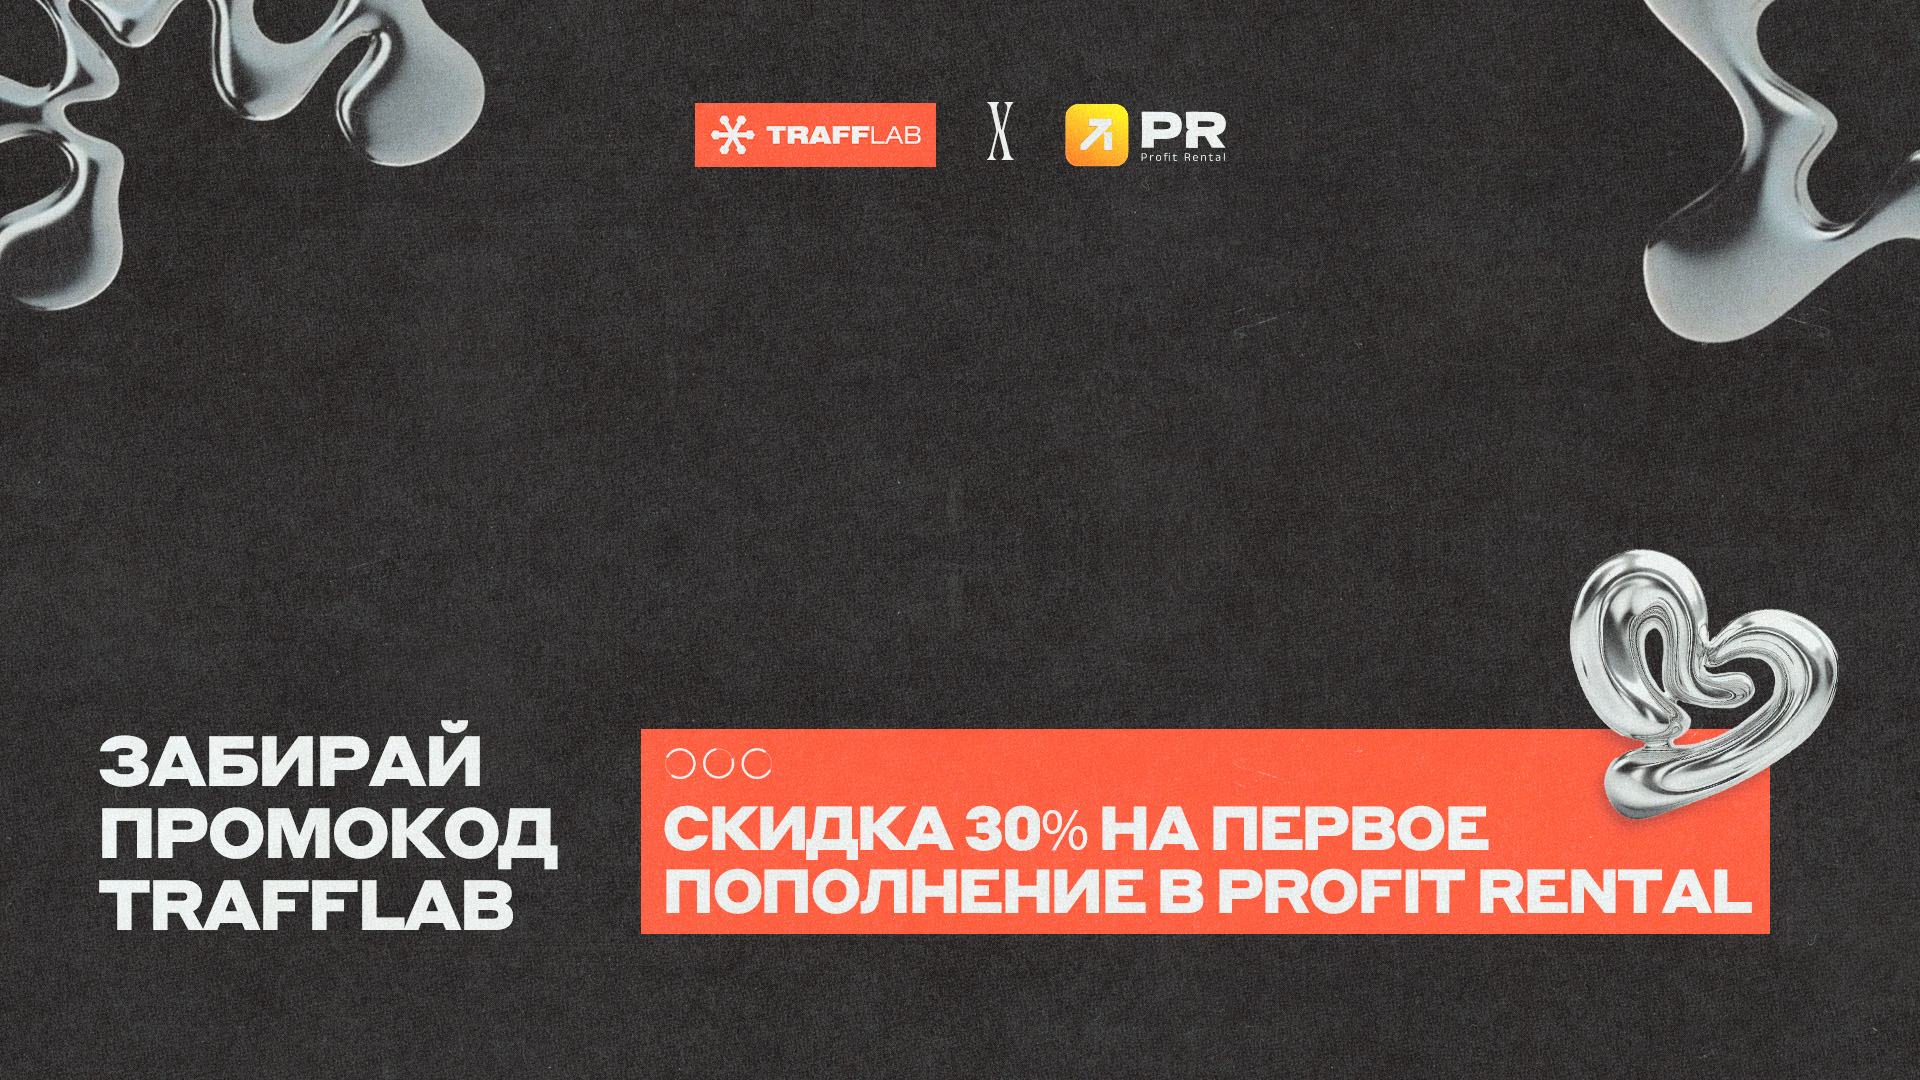 TRAFFLAB X PR
Profit Rental
ЗАБИРАЙ
ПРОМОКОД
TRAFFLAB
СКИДКА 30% НА ПЕРВОЕ
ПОПОЛНЕНИЕ В PROFIT RENTAL